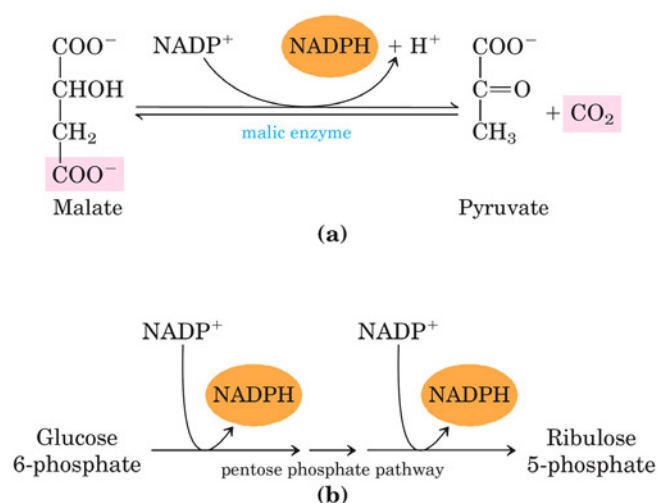 COO⁻ NADP⁺ NADPH + H⁺ COO⁻
CHOH C=O
CH₂ malic enzyme CH₃ + CO₂
COO⁻
Malate Pyruvate
(a)
NADP⁺ NADP⁺
NADPH NADPH
Glucose Ribulose
6-phosphate pentose phosphate pathway 5-phosphate
(b)